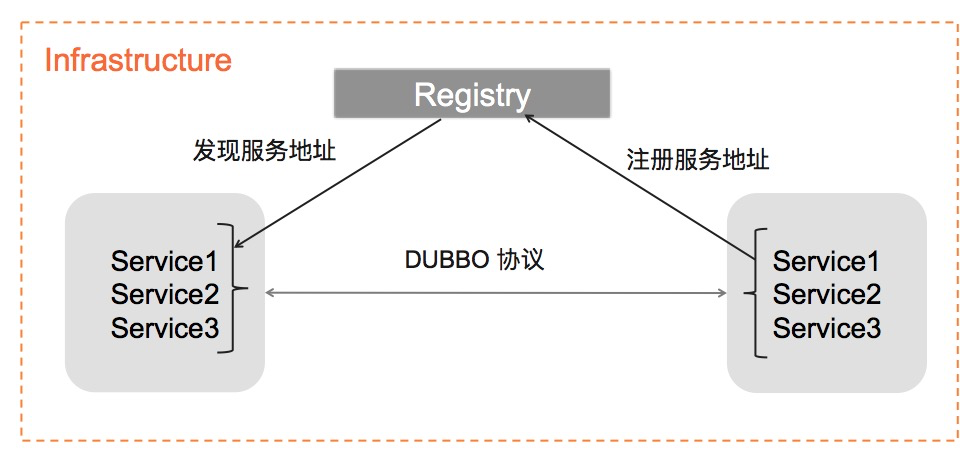 Infrastructure
Registry
发现服务地址
注册服务地址
Service1
Service2
Service3
DUBBO 协议
Service1
Service2
Service3